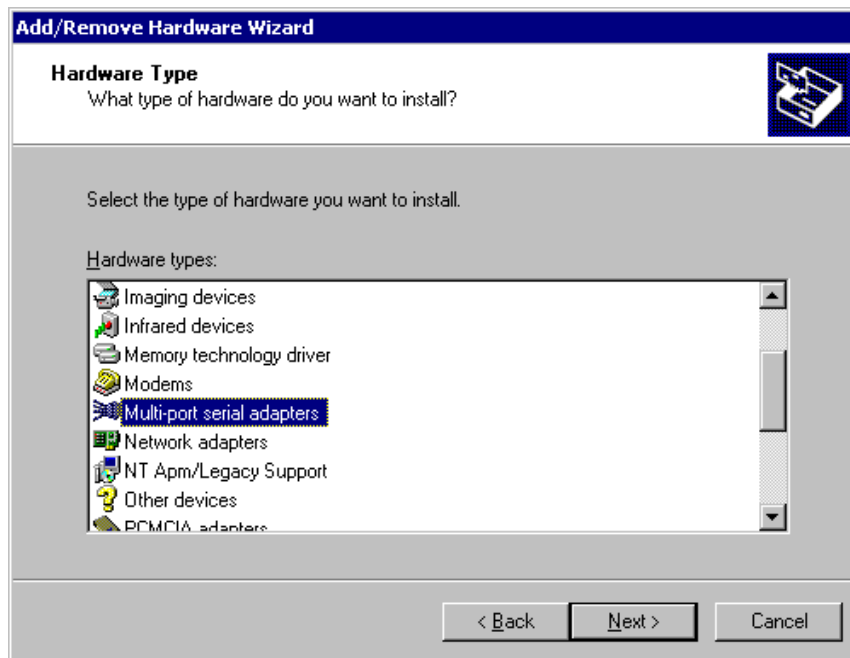 Add/Remove Hardware Wizard
Hardware Type
What type of hardware do you want to install?
Select the type of hardware you want to install.
Hardware types:
Imaging devices
Infrared devices
Memory technology driver
Modems
Multi-port serial adapters
Network adapters
NT Apm/Legacy Support
Other devices
PCMCIA adapters
< Back
Next >
Cancel